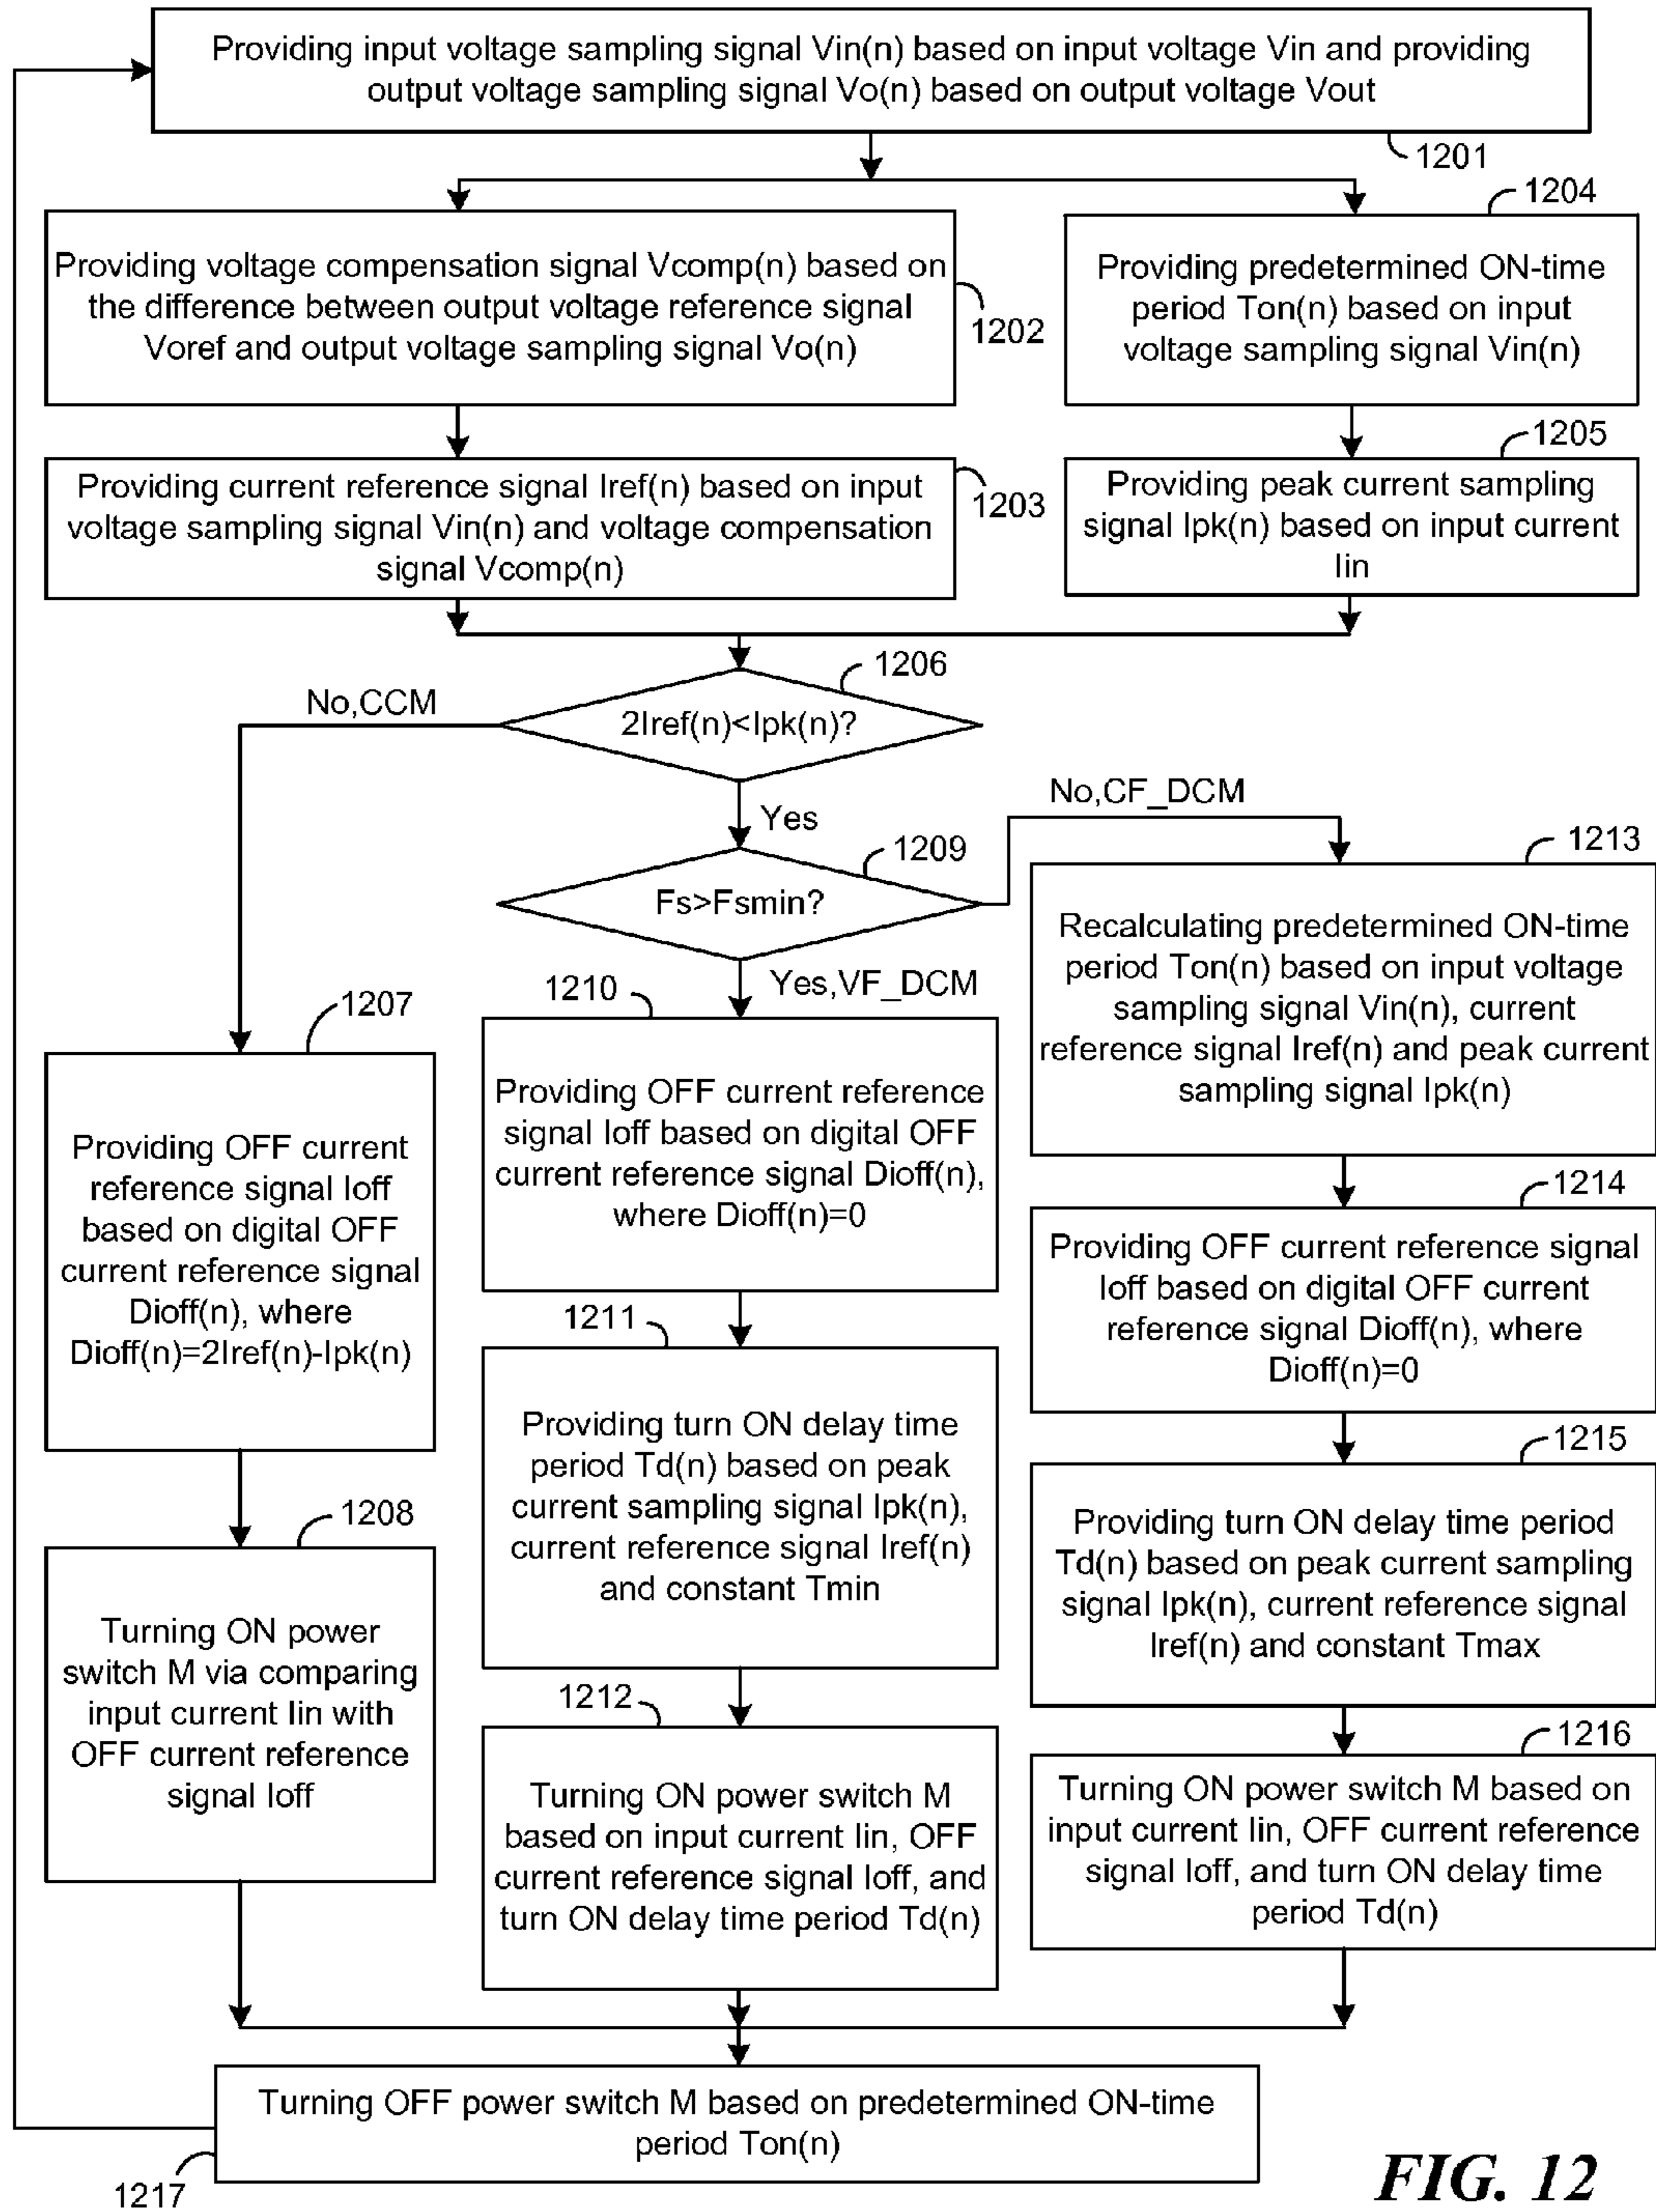 Providing input voltage sampling signal Vin(n) based on input voltage Vin and providing
output voltage sampling signal Vo(n) based on output voltage Vout
1201
1204
Providing voltage compensation signal Vcomp(n) based on
the difference between output voltage reference signal
Voref and output voltage sampling signal Vo(n)
1202
Providing predetermined ON-time
period Ton(n) based on input
voltage sampling signal Vin(n)
1205
Providing current reference signal Iref(n) based on input
voltage sampling signal Vin(n) and voltage compensation
signal Vcomp(n)
1203
Providing peak current sampling
signal Ipk(n) based on input current
Iin
1206
2Iref(n)<Ipk(n)?
No,CCM
Yes
1209
Fs>Fsmin?
No,CF_DCM
Yes,VF_DCM
1207
Providing OFF current
reference signal Ioff
based on digital OFF
current reference signal
Dioff(n), where
Dioff(n)=2Iref(n)-Ipk(n)
1208
Turning ON power
switch M via comparing
input current Iin with
OFF current reference
signal Ioff
1210
Providing OFF current reference
signal Ioff based on digital OFF
current reference signal Dioff(n),
where Dioff(n)=0
1211
Providing turn ON delay time
period Td(n) based on peak
current sampling signal Ipk(n),
current reference signal Iref(n)
and constant Tmin
1212
Turning ON power switch M
based on input current Iin, OFF
current reference signal Ioff, and
turn ON delay time period Td(n)
1213
Recalculating predetermined ON-time
period Ton(n) based on input voltage
sampling signal Vin(n), current
reference signal Iref(n) and peak current
sampling signal Ipk(n)
1214
Providing OFF current reference signal
Ioff based on digital OFF current
reference signal Dioff(n), where
Dioff(n)=0
1215
Providing turn ON delay time period
Td(n) based on peak current sampling
signal Ipk(n), current reference signal
Iref(n) and constant Tmax
1216
Turning ON power switch M based on
input current Iin, OFF current reference
signal Ioff, and turn ON delay time
period Td(n)
Turning OFF power switch M based on predetermined ON-time
period Ton(n)
1217
FIG. 12